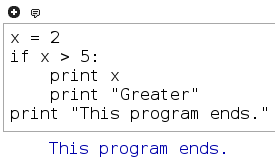 x = 2
if x > 5:
    print x
    print "Greater"
print "This program ends."
This program ends.